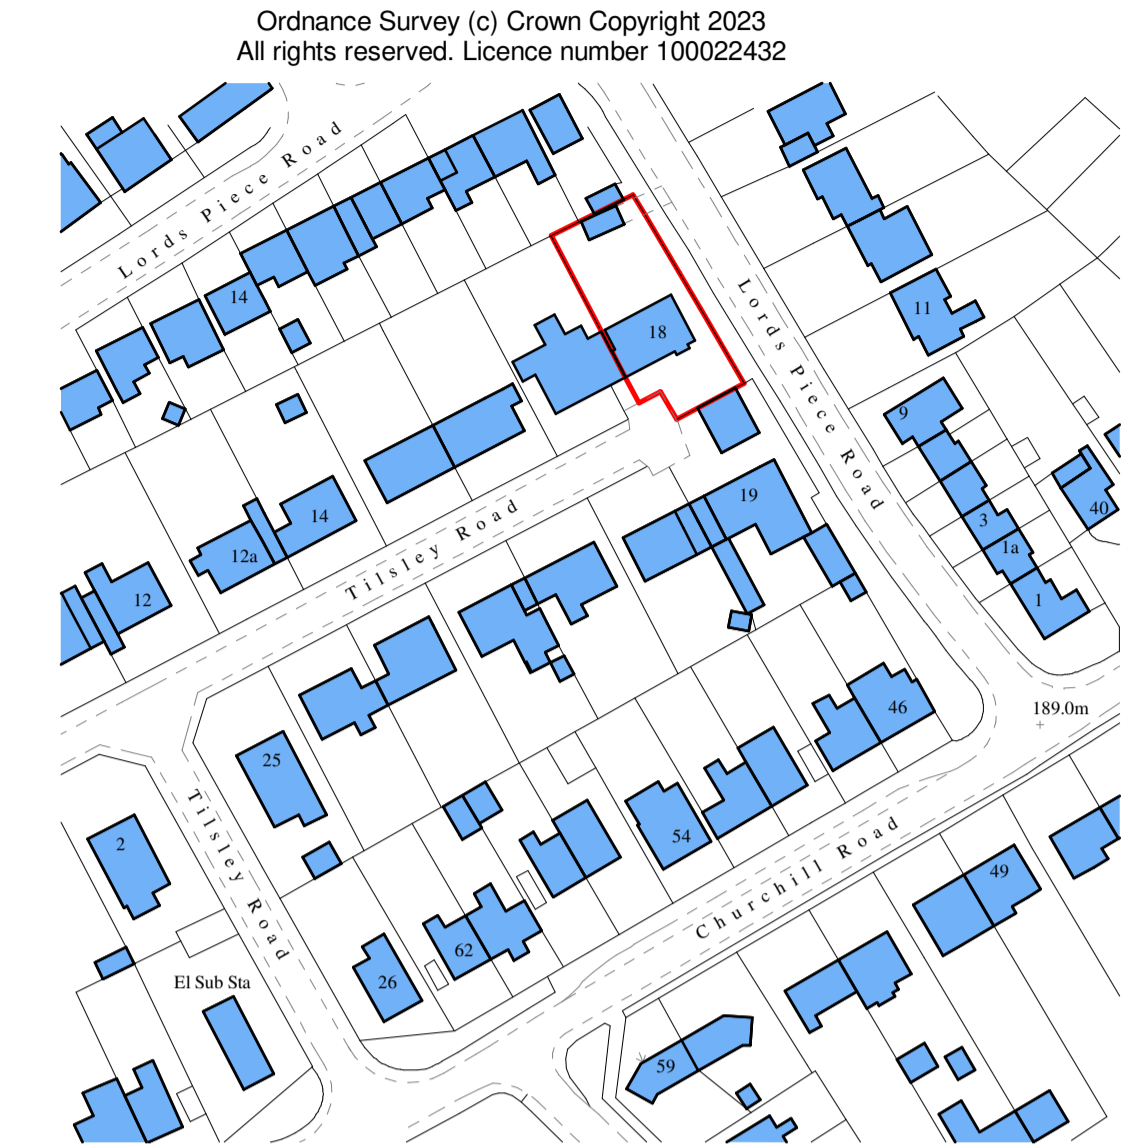 Ordnance Survey (c) Crown Copyright 2023
All rights reserved. Licence number 100022432
Lords Piece Road
14
18
Lords Piece Road
11
9
3
1a
1
40
19
14
12a
12
Tilsley Road
46
189.0m
25
2
Tilsley Road
54
62
26
Churchill Road
49
El Sub Sta
59